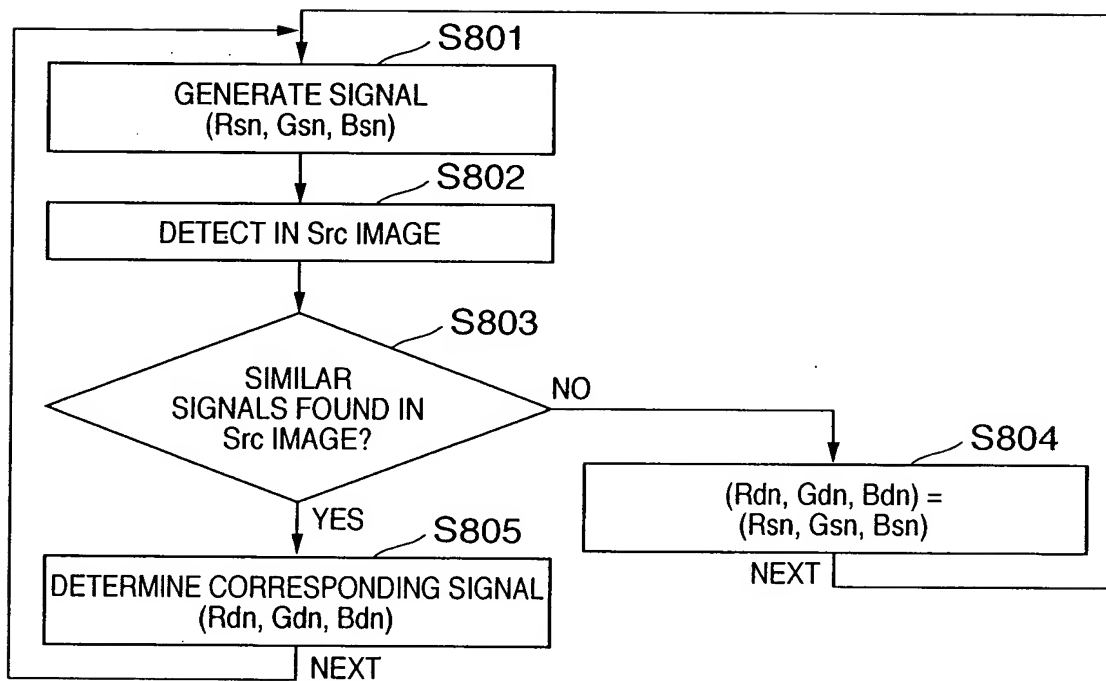 S801
GENERATE SIGNAL
(Rsn, Gsn, Bsn)
S802
DETECT IN Src IMAGE
S803
SIMILAR
SIGNALS FOUND IN
Src IMAGE?
NO
S804
(Rdn, Gdn, Bdn) =
(Rsn, Gsn, Bsn)
NEXT
YES
S805
DETERMINE CORRESPONDING SIGNAL
(Rdn, Gdn, Bdn)
NEXT